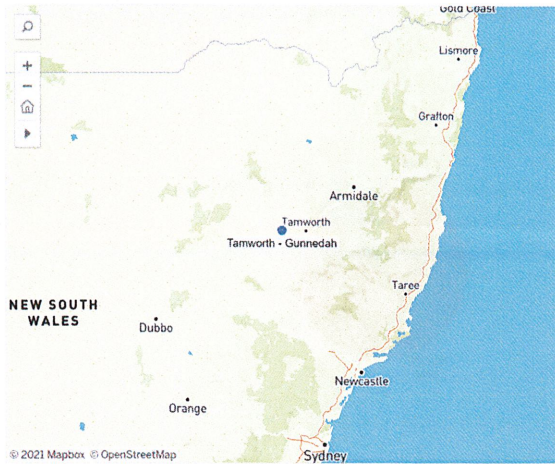 Gold Coast
Lismore
Grafton
Armidale
Tamworth
Tamworth - Gunnedah
Taree
NEW SOUTH
WALES
Dubbo
Newcastle
Orange
Sydney
© 2021 Mapbox © OpenStreetMap